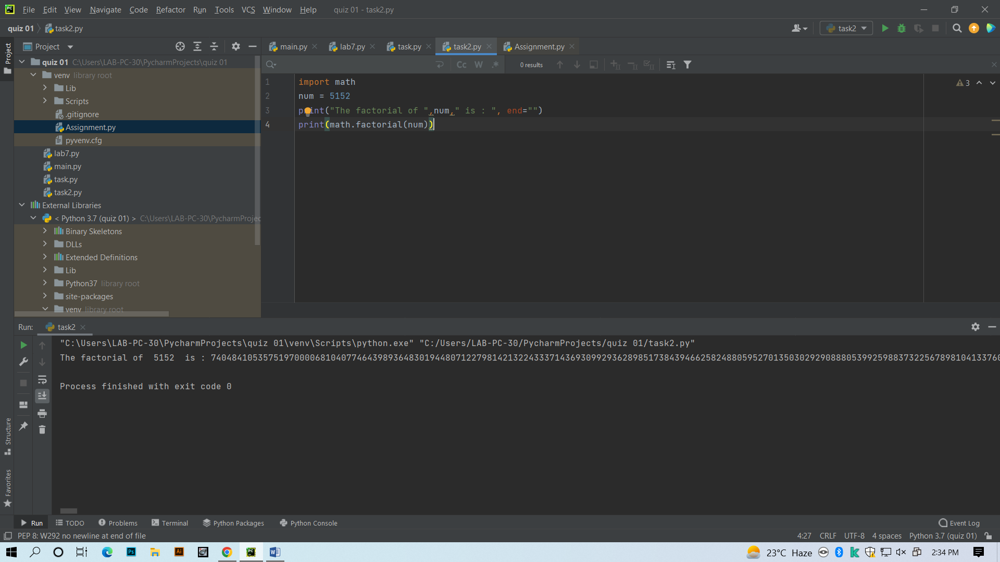 PC File Edit View Navigate Code Refactor Run Tools VCS Window Help quiz 01 - task2.py
quiz 01 task2.py
task2
Project
Project
main.py lab7.py task.py task2.py Assignment.py
quiz 01 C:\Users\LAB-PC-30\PycharmProjects\quiz 01
venv library root
Lib
Scripts
.gitignore
Assignment.py
pyvenv.cfg
lab7.py
main.py
task.py
task2.py
External Libraries
< Python 3.7 (quiz 01) > C:\Users\LAB-PC-30\PycharmProjec
Binary Skeletons
DLLs
Extended Definitions
Lib
Python37 library root
site-packages
venv library root
Cc W .* 0 results
3
1 import math
2 num = 5152
3 print("The factorial of ",num," is : ", end="")
4 print(math.factorial(num))
Run: task2
"C:\Users\LAB-PC-30\PycharmProjects\quiz 01\venv\Scripts\python.exe" "C:/Users/LAB-PC-30/PycharmProjects/quiz 01/task2.py"
The factorial of  5152  is : 7404841053575197000068104077464398936483019448071227981421322433371436930992936289851738439466258248805952701350302929088805399259883732256789810413376
Process finished with exit code 0
Structure
Favorites
Run TODO Problems Terminal Python Packages Python Console Event Log
PEP 8: W292 no newline at end of file 4:27 CRLF UTF-8 4 spaces Python 3.7 (quiz 01)
Ps Ai PC W 23°C Haze 2:34 PM